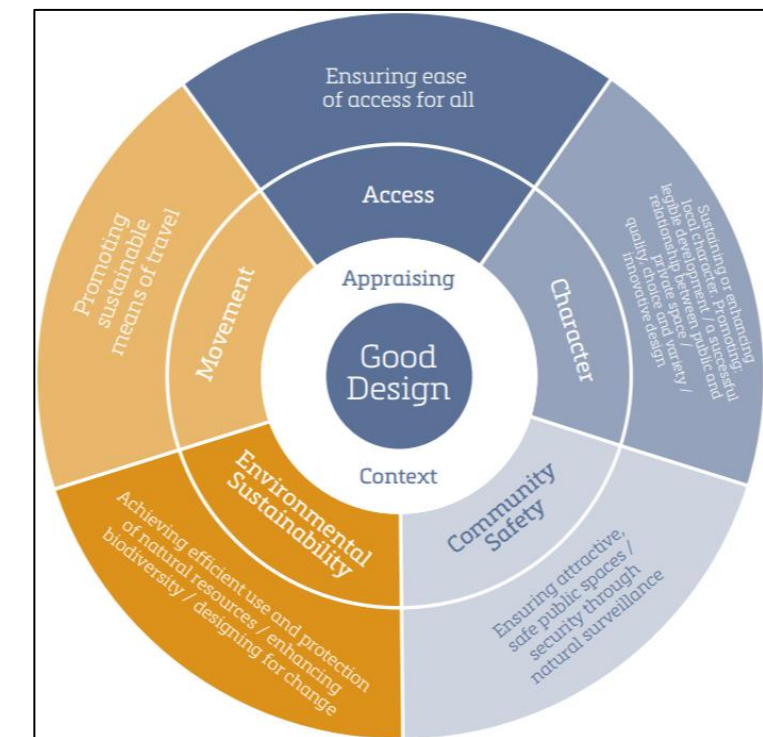 Ensuring ease
of access for all
Access
Sustaining or enhancing
local character. Promoting:
legible development / a successful
relationship between public and
private space /
quality, choice and variety /
innovative design
Character
Community
Safety
Ensuring attractive,
safe public spaces /
security through
natural surveillance
Environmental
Sustainability
Achieving efficient use and protection
of natural resources / enhancing
biodiversity / designing for change
Movement
Promoting
sustainable
means of travel
Appraising
Good
Design
Context